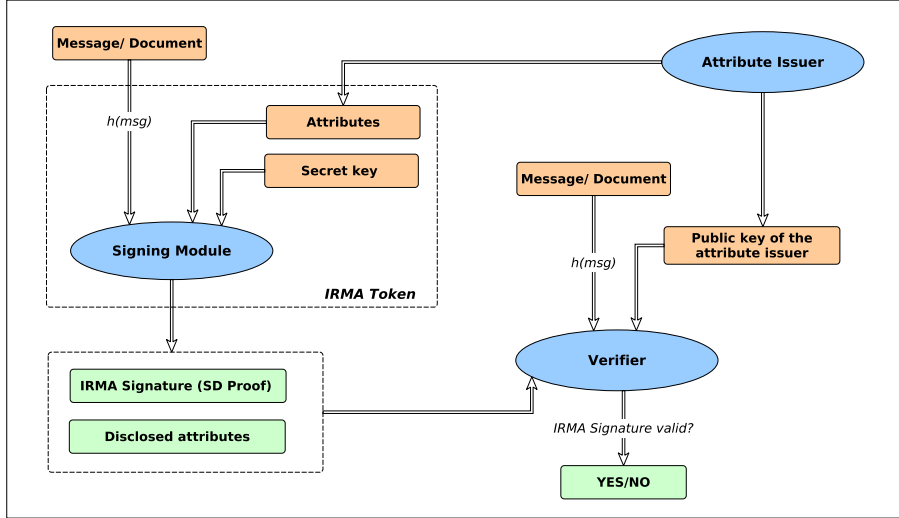 Message/ Document
Attribute Issuer
h(msg)
Attributes
Secret key
Message/ Document
Signing Module
Public key of the
attribute issuer
h(msg)
IRMA Token
Verifier
IRMA Signature (SD Proof)
Disclosed attributes
IRMA Signature valid?
YES/NO